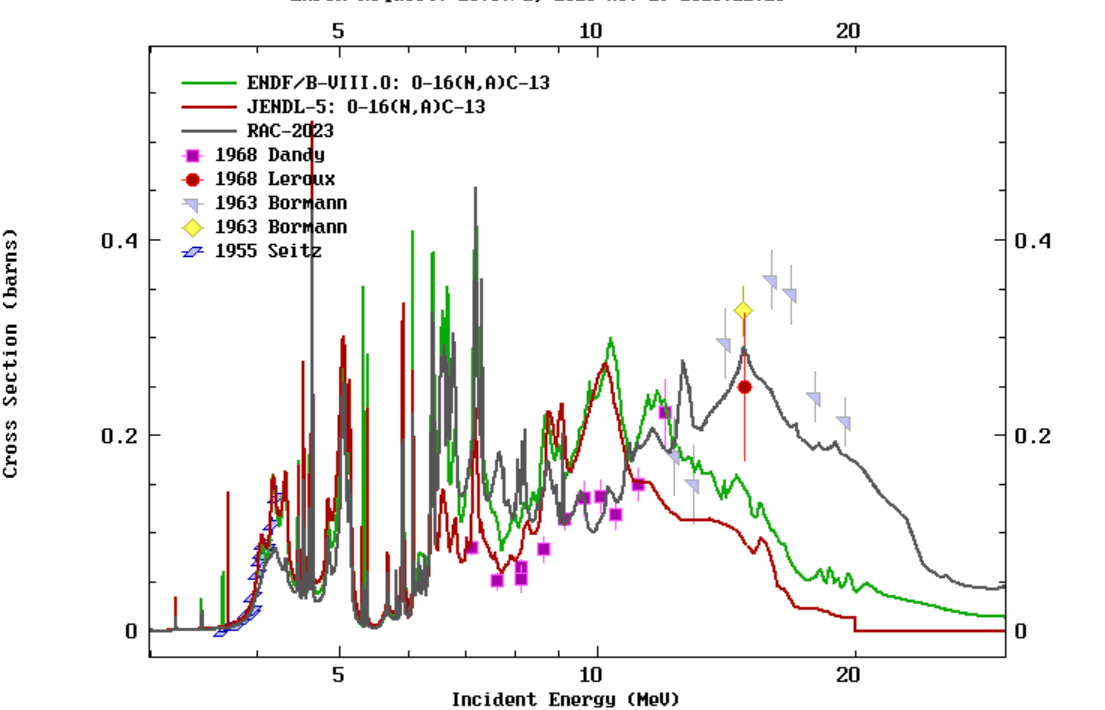 5 10 20
ENDF/B-VIII.0: O-16(N,A)C-13
JENDL-5: O-16(N,A)C-13
RAC-2023
1968 Dandy
1968 Leroux
1963 Bormann
1963 Bormann
1955 Seitz
0.4 0.4
0.2 0.2
0 0
Cross Section (barns)
5 10 20
Incident Energy (MeV)